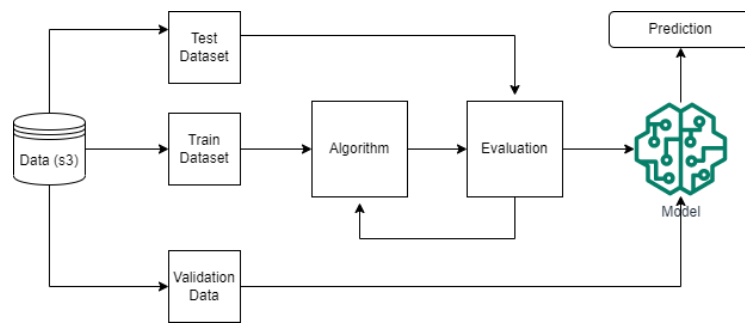 Test
Dataset
Prediction
Data (s3)
Train
Dataset
Algorithm
Evaluation
Model
Validation
Data